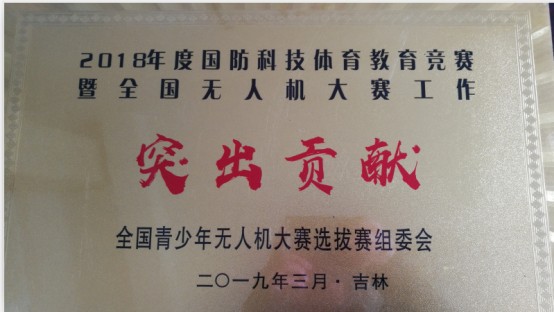 2018年度国防科技体育教育竞赛
暨全国无人机大赛工作
突出贡献
全国青少年无人机大赛选拔赛组委会
二〇一九年三月·吉林